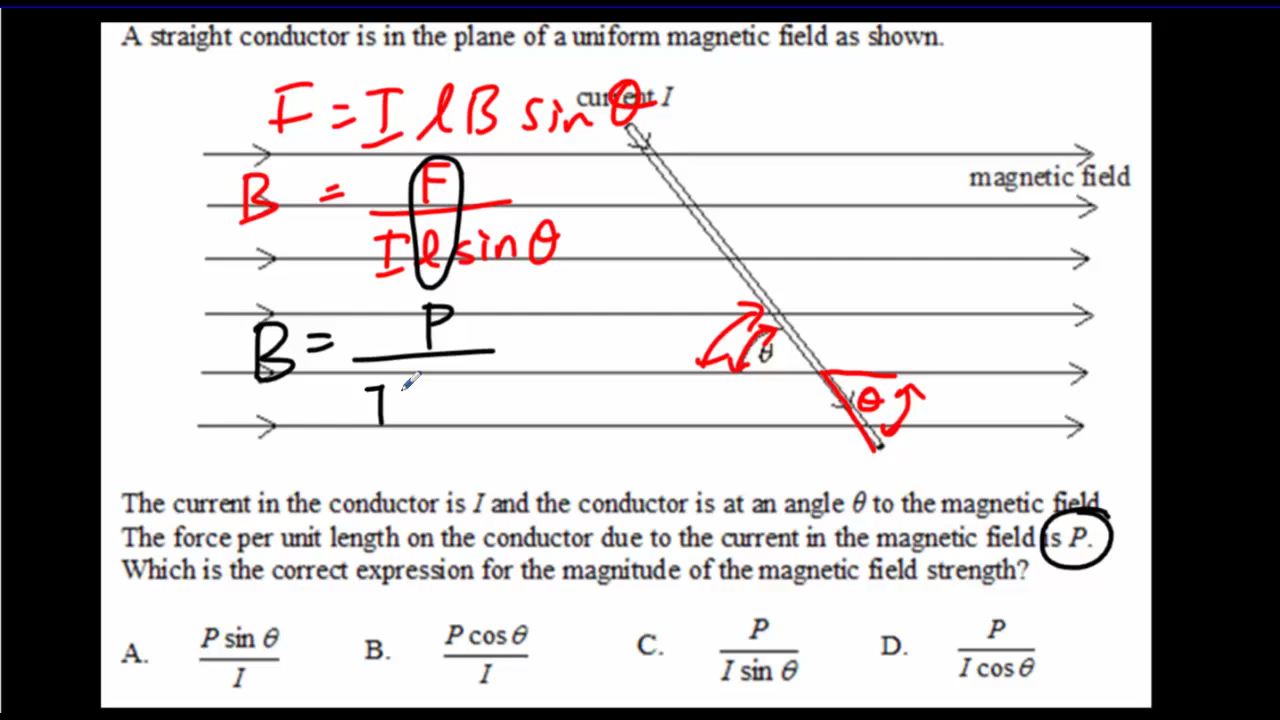 A straight conductor is in the plane of a uniform magnetic field as shown.
current I
F = I l B sin θ
magnetic field
B = F / I l sin θ
B = P / I
θ
θ
The current in the conductor is I and the conductor is at an angle θ to the magnetic field.
The force per unit length on the conductor due to the current in the magnetic field is P.
Which is the correct expression for the magnitude of the magnetic field strength?
A. P sin θ / I B. P cos θ / I C. P / I sin θ D. P / I cos θ